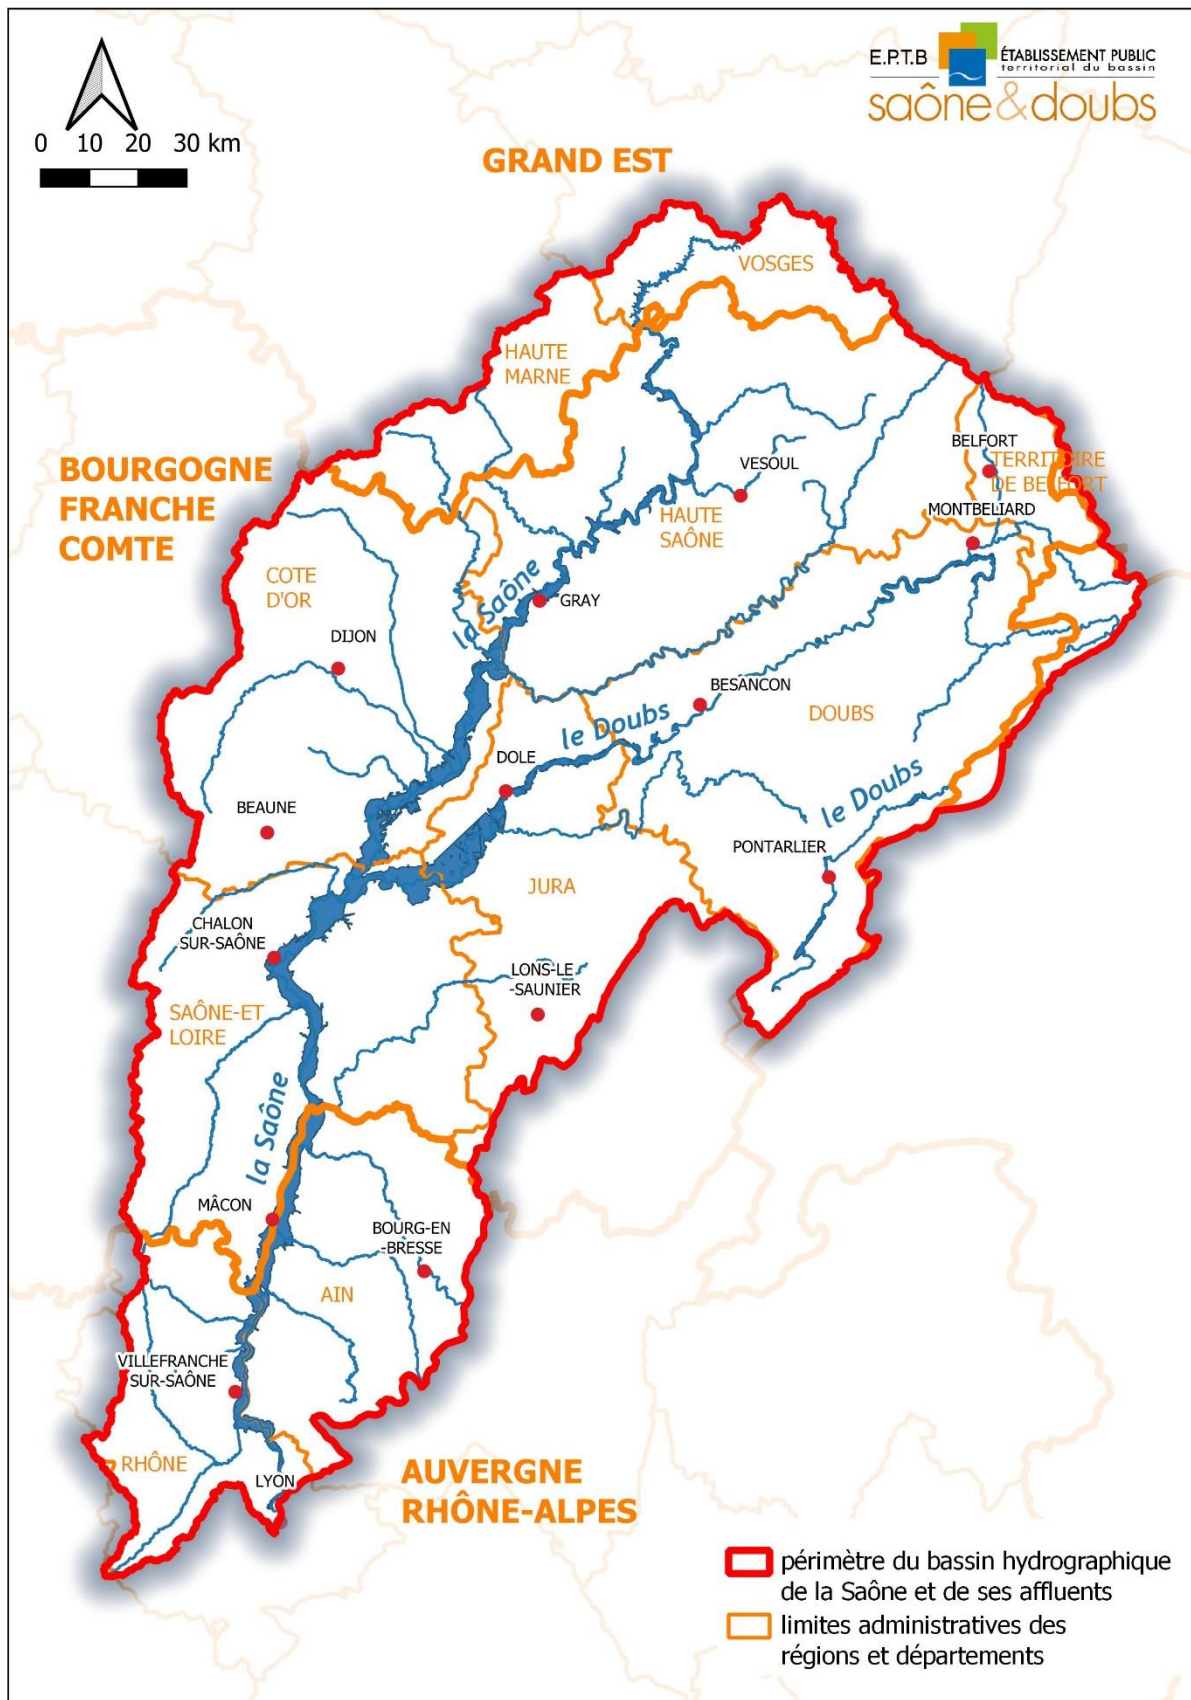 E.P.T.B
ÉTABLISSEMENT PUBLIC
territorial du bassin
saône&doubs
0 10 20 30 km
GRAND EST
VOSGES
HAUTE
MARNE
BELFORT
TERRITOIRE
DE BELFORT
BOURGOGNE
FRANCHE
COMTE
VESOUL
MONTBELIARD
HAUTE
SAÔNE
COTE
D'OR
la Saône
GRAY
DIJON
BESANCON
le Doubs
DOUBS
DOLE
le Doubs
BEAUNE
PONTARLIER
JURA
CHALON
SUR-SAÔNE
LONS-LE
-SAUNIER
SAÔNE-ET
LOIRE
la Saône
MÂCON
BOURG-EN
-BRESSE
AIN
VILLEFRANCHE
SUR-SAÔNE
RHÔNE
LYON
AUVERGNE
RHÔNE-ALPES
périmètre du bassin hydrographique
de la Saône et de ses affluents
limites administratives des
régions et départements